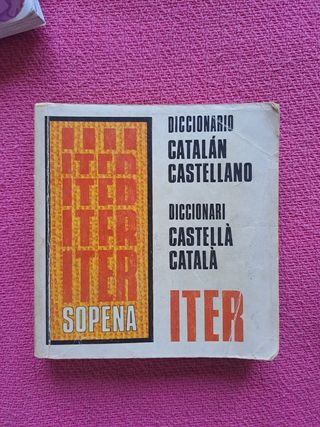 ITER
ITER
ITER
ITER
ITER
SOPENA
DICCIONARIO
CATALÁN
CASTELLANO
DICCIONARI
CASTELLÀ
CATALÀ
ITER